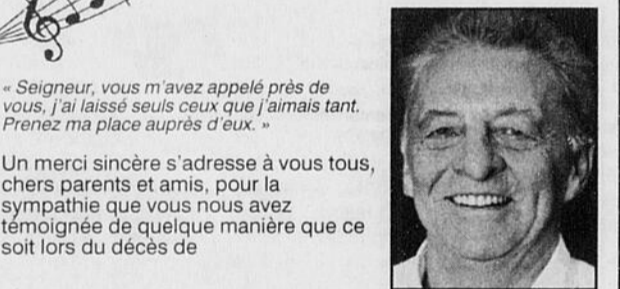 « Seigneur, vous m'avez appelé près de
vous, j'ai laissé seuls ceux que j'aimais tant.
Prenez ma place auprès d'eux. »
Un merci sincère s'adresse à vous tous,
chers parents et amis, pour la
sympathie que vous nous avez
témoignée de quelque manière que ce
soit lors du décès de